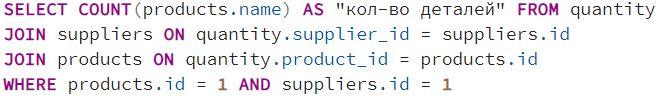 SELECT COUNT(products.name) AS "кол-во деталей" FROM quantity
JOIN suppliers ON quantity.supplier_id = suppliers.id
JOIN products ON quantity.product_id = products.id
WHERE products.id = 1 AND suppliers.id = 1